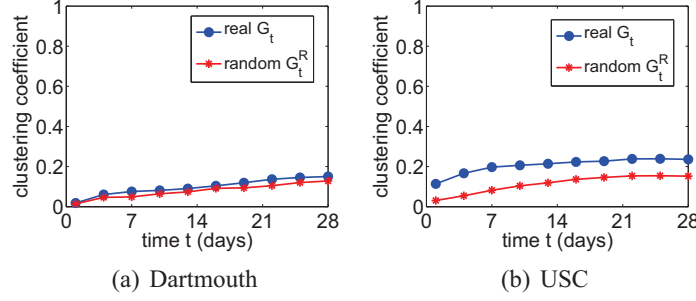 1
0.8
0.6
0.4
0.2
0
clustering coefficient
real G_t
random G_t^R
0 7 14 21 28
time t (days)
(a) Dartmouth
1
0.8
0.6
0.4
0.2
0
clustering coefficient
real G_t
random G_t^R
0 7 14 21 28
time t (days)
(b) USC